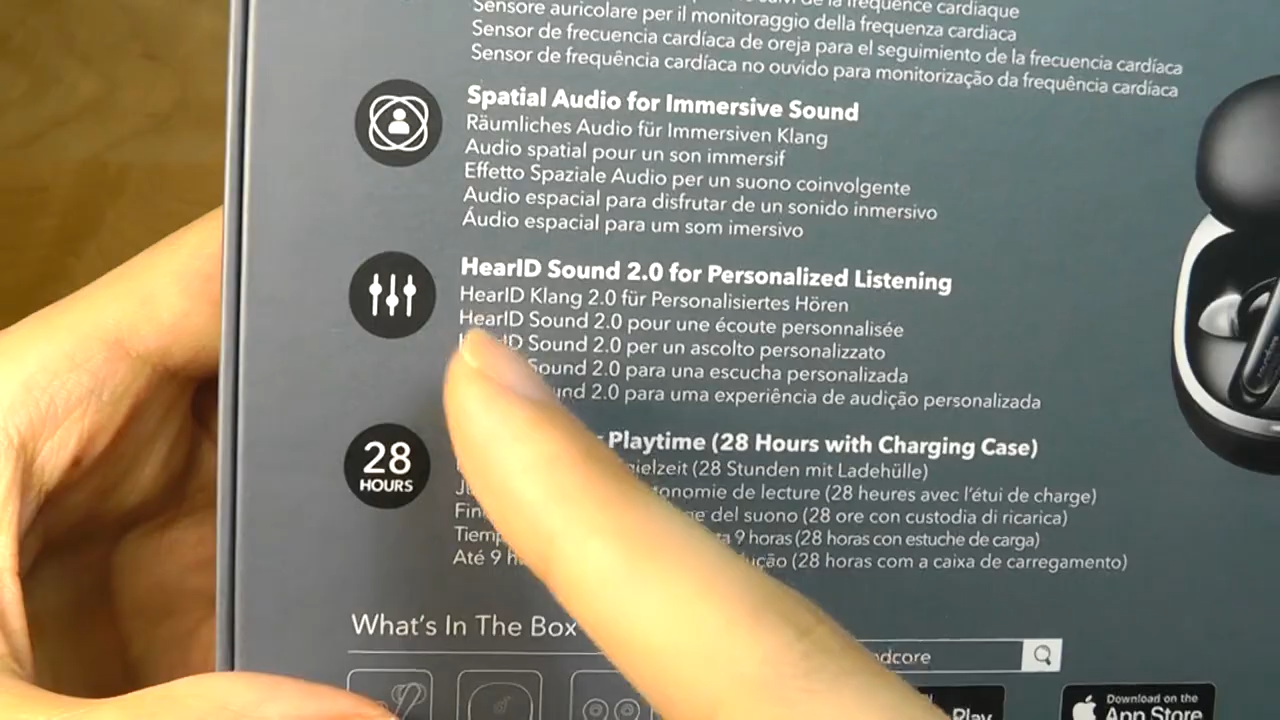 de la fréquence cardiaque
Sensore auricolare per il monitoraggio della frequenza cardiaca
Sensor de frecuencia cardíaca de oreja para el seguimiento de la frecuencia cardíaca
Sensor de frequência cardíaca no ouvido para monitorização da frequência cardíaca
Spatial Audio for Immersive Sound
Räumliches Audio für Immersiven Klang
Audio spatial pour un son immersif
Effetto Spaziale Audio per un suono coinvolgente
Audio espacial para disfrutar de un sonido inmersivo
Áudio espacial para um som imersivo
HearID Sound 2.0 for Personalized Listening
HearID Klang 2.0 für Personalisiertes Hören
HearID Sound 2.0 pour une écoute personnalisée
Sound 2.0 per un ascolto personalizzato
Sound 2.0 para una escucha personalizada
2.0 para uma experiência de audição personalizada
28
HOURS
Playtime (28 Hours with Charging Case)
(28 Stunden mit Ladehülle)
de lecture (28 heures avec l'étui de charge)
del suono (28 ore con custodia di ricarica)
9 horas (28 horas con estuche de carga)
Até 9 (28 horas com a caixa de carregamento)
What's In The Box
Play
Download on the
App Store